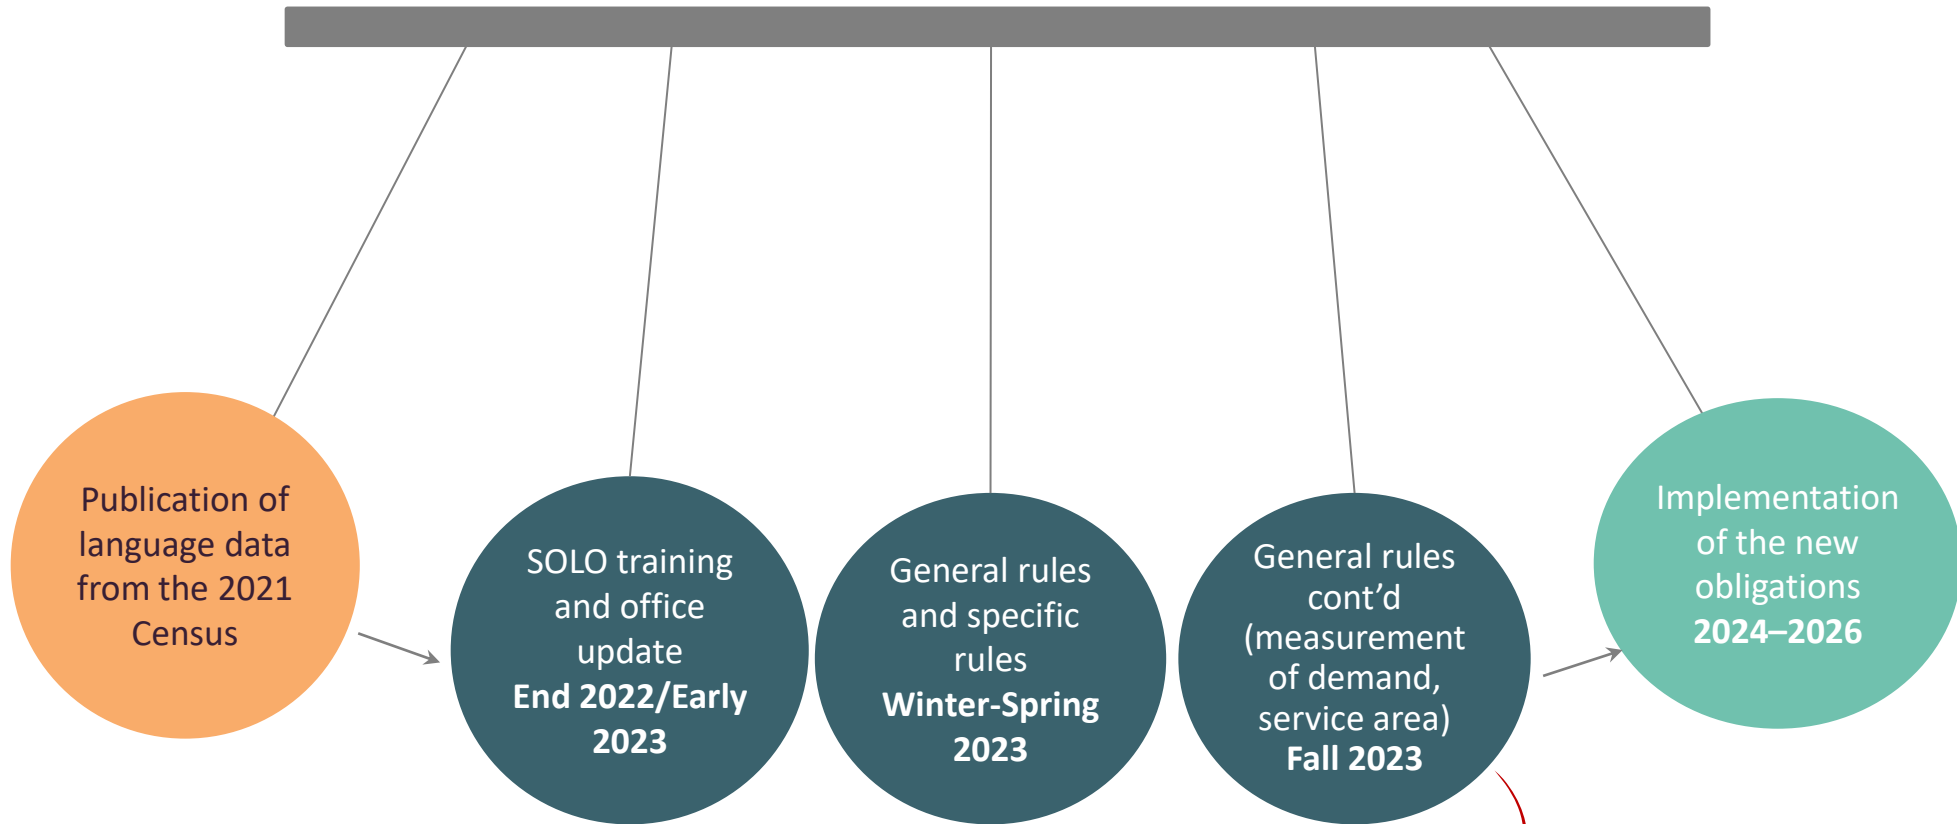 Publication of
language data
from the 2021
Census
SOLO training
and office
update
End 2022/Early
2023
General rules
and specific
rules
Winter-Spring
2023
General rules
cont’d
(measurement
of demand,
service area)
Fall 2023
Implementation
of the new
obligations
2024–2026